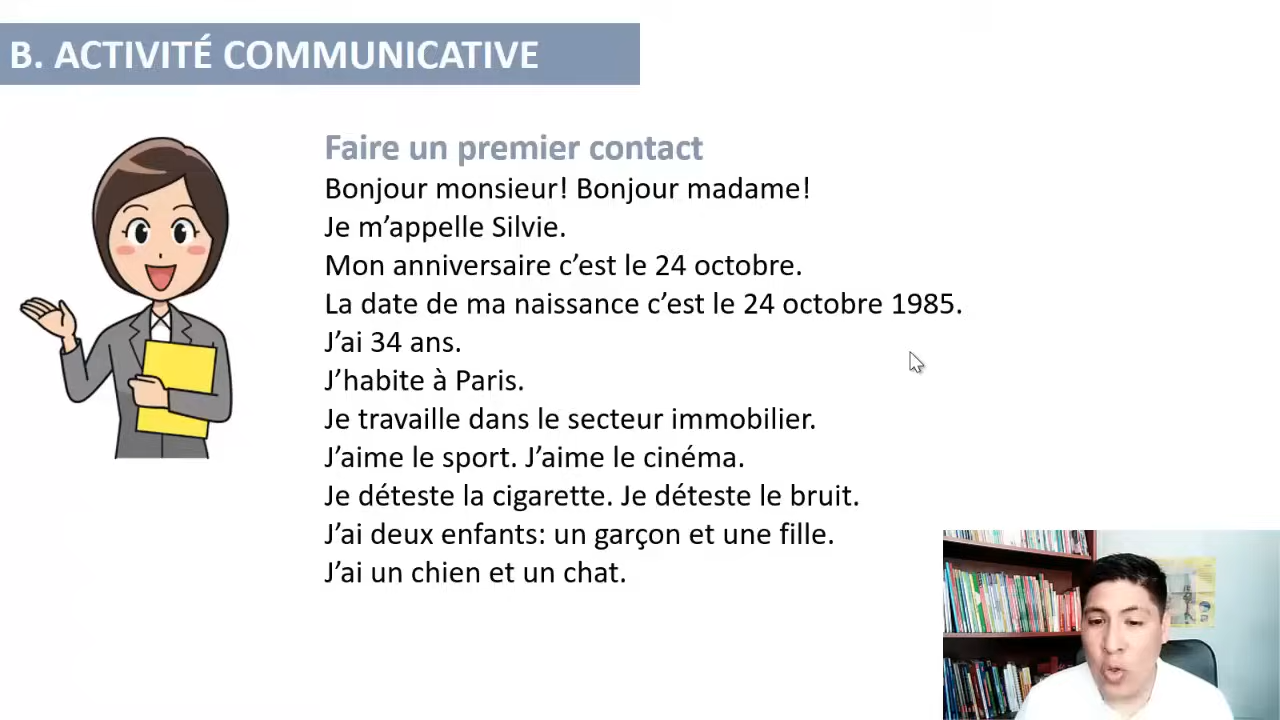 B. ACTIVITÉ COMMUNICATIVE
Faire un premier contact
Bonjour monsieur! Bonjour madame!
Je m’appelle Silvie.
Mon anniversaire c’est le 24 octobre.
La date de ma naissance c’est le 24 octobre 1985.
J’ai 34 ans.
J’habite à Paris.
Je travaille dans le secteur immobilier.
J’aime le sport. J’aime le cinéma.
Je déteste la cigarette. Je déteste le bruit.
J’ai deux enfants: un garçon et une fille.
J’ai un chien et un chat.